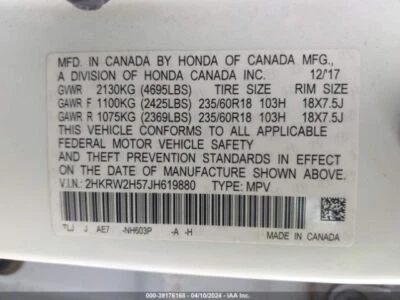 MFD. IN CANADA BY HONDA OF CANADA MFG.,
A DIVISION OF HONDA CANADA INC. 12/'17
GVWR 2130KG (4695LBS) TIRE SIZE RIM SIZE
GAWR F 1100KG (2425LBS) 235/60R18 103H 18X7.5J
GAWR R 1075KG (2369LBS) 235/60R18 103H 18X7.5J
THIS VEHICLE CONFORMS TO ALL APPLICABLE
FEDERAL MOTOR VEHICLE SAFETY
AND THEFT PREVENTION STANDARDS IN EFFECT
ON THE DATE OF MANUFACTURE SHOWN ABOVE.
V.I.N.: 2HKRW2H57JH619880 TYPE: MPV
TLJ J AE7 -NH603P -A -H MADE IN CANADA
000-39176168 - 04/10/2024 - IAAI.COM